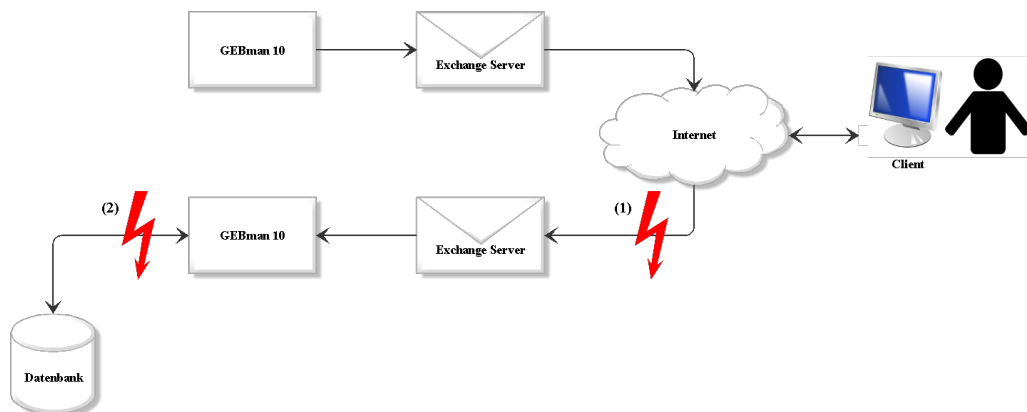 GEBman 10
Exchange Server
Internet
Client
(2)
GEBman 10
Exchange Server
(1)
Datenbank